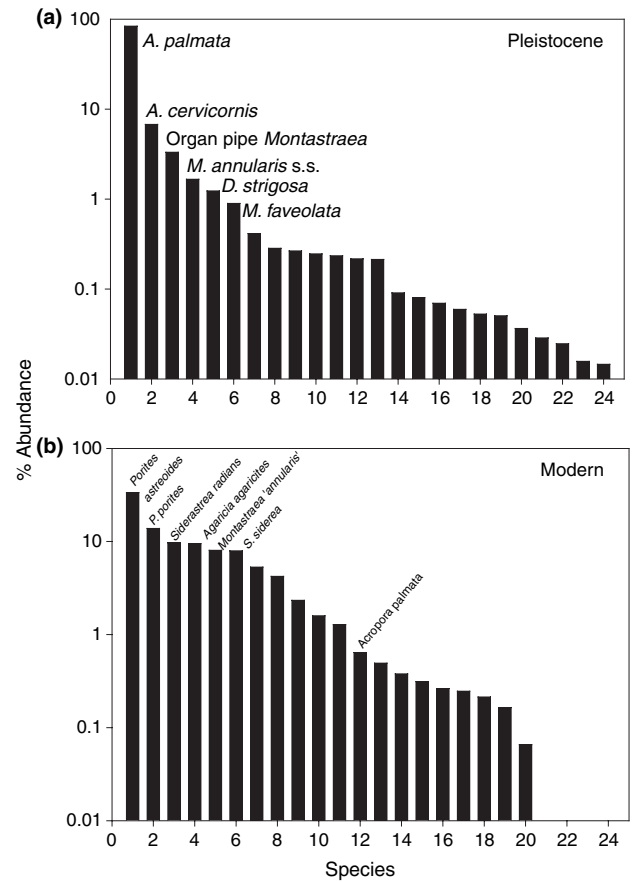 (a)
Pleistocene
100
10
1
0.1
0.01
A. palmata
A. cervicornis
Organ pipe Montastraea
M. annularis s.s.
D. strigosa
M. faveolata
0 2 4 6 8 10 12 14 16 18 20 22 24
% Abundance
(b)
Modern
100
10
1
0.1
0.01
Porites
astreoides
P. porites
Siderastrea radians
Agaricia agaricites
Montastraea 'annularis'
S. siderea
Acropora palmata
0 2 4 6 8 10 12 14 16 18 20 22 24
Species